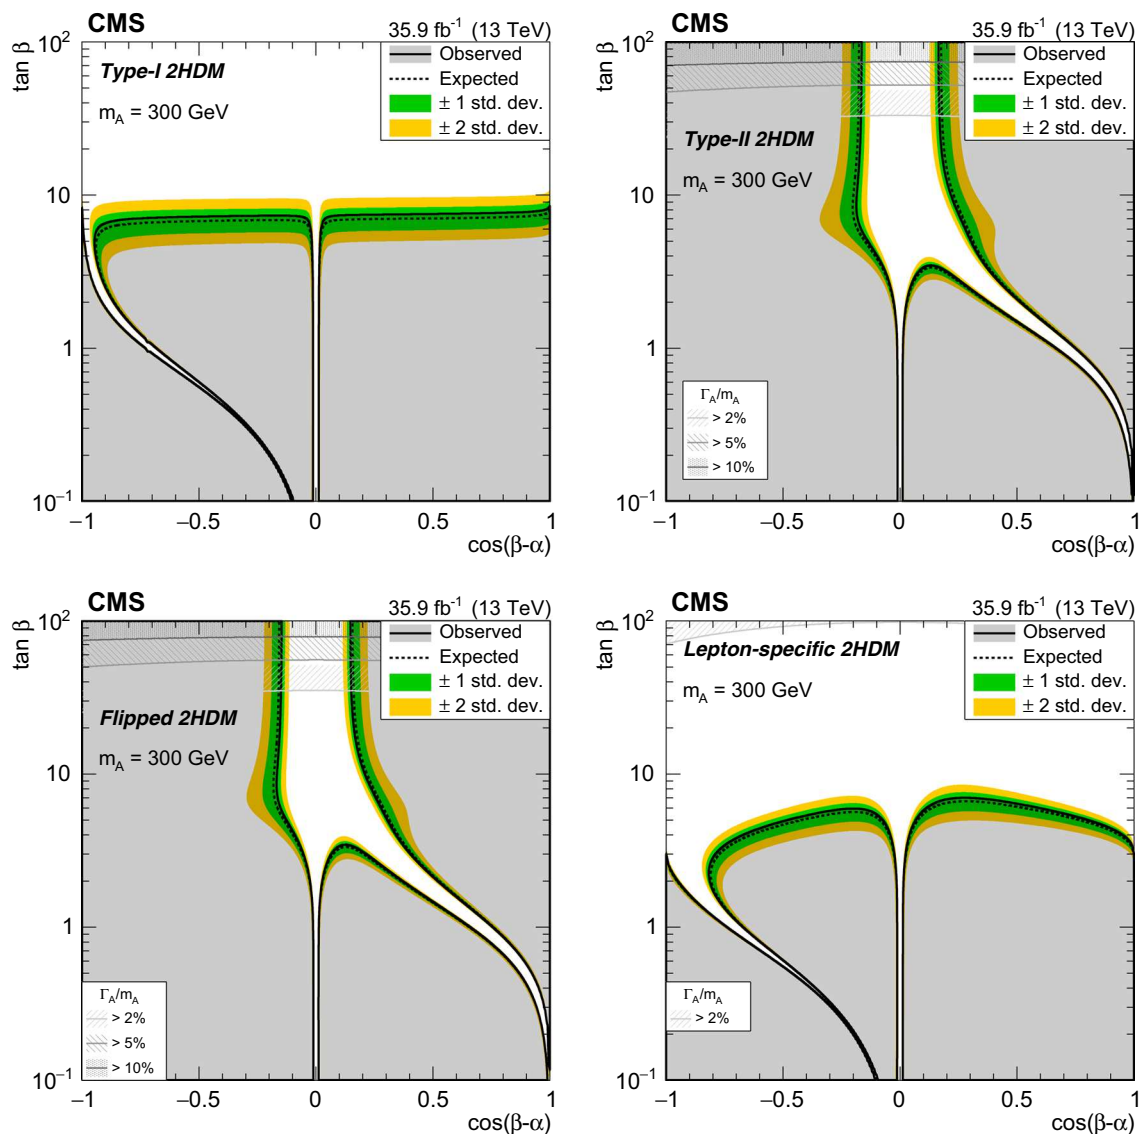 CMS
35.9 fb⁻¹ (13 TeV)
tan β
10²
10
1
10⁻¹
Type-I 2HDM
m_A = 300 GeV
Observed
Expected
± 1 std. dev.
± 2 std. dev.
−1 −0.5 0 0.5 1
cos(β-α)
CMS
35.9 fb⁻¹ (13 TeV)
tan β
10²
10
1
10⁻¹
Observed
Expected
± 1 std. dev.
± 2 std. dev.
Type-II 2HDM
m_A = 300 GeV
Γ_A/m_A
> 2%
> 5%
> 10%
−1 −0.5 0 0.5 1
cos(β-α)
CMS
35.9 fb⁻¹ (13 TeV)
tan β
10²
10
1
10⁻¹
Observed
Expected
± 1 std. dev.
± 2 std. dev.
Flipped 2HDM
m_A = 300 GeV
Γ_A/m_A
> 2%
> 5%
> 10%
−1 −0.5 0 0.5 1
cos(β-α)
CMS
35.9 fb⁻¹ (13 TeV)
tan β
10²
10
1
10⁻¹
Observed
Expected
± 1 std. dev.
± 2 std. dev.
Lepton-specific 2HDM
m_A = 300 GeV
Γ_A/m_A
> 2%
−1 −0.5 0 0.5 1
cos(β-α)